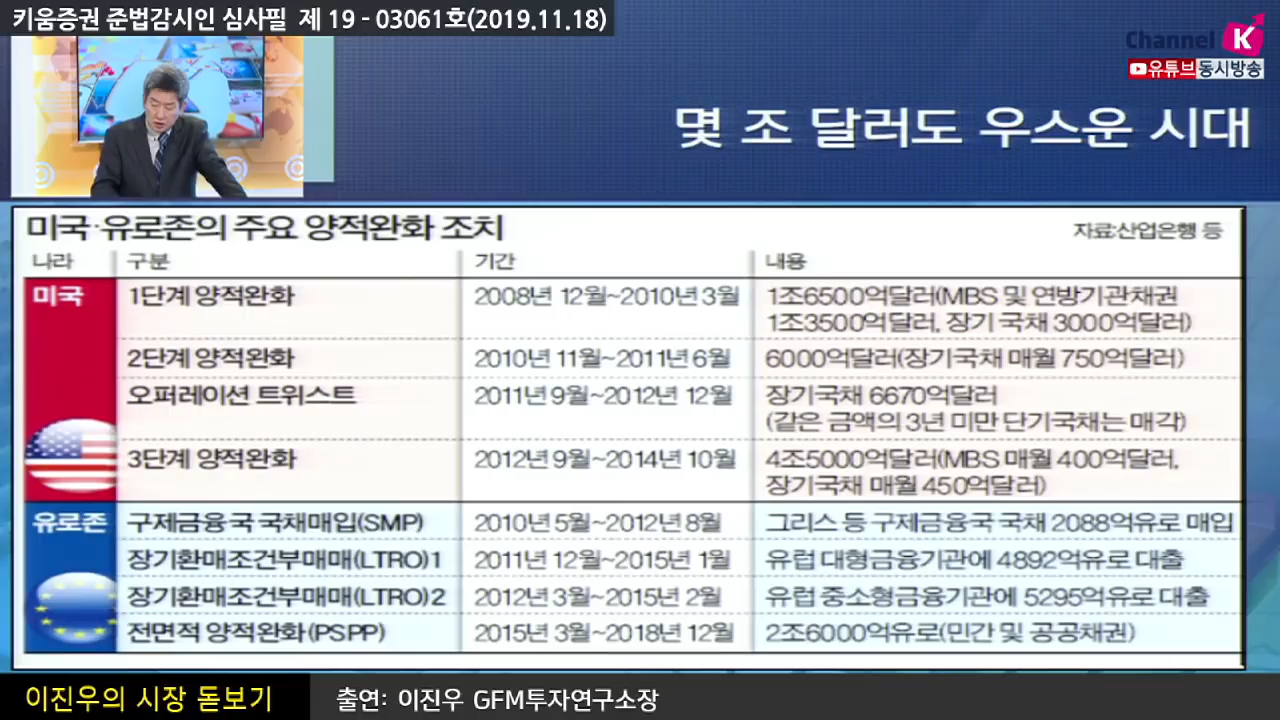 키움증권 준법감시인 심사필 제 19 - 03061호(2019.11.18)
Channel K
유튜브 동시방송
몇 조 달러도 우스운 시대
미국·유로존의 주요 양적완화 조치
자료:산업은행 등
나라 구분 기간 내용
미국 1단계 양적완화 2008년 12월~2010년 3월 1조6500억달러(MBS 및 연방기관채권
1조3500억달러, 장기 국채 3000억달러)
2단계 양적완화 2010년 11월~2011년 6월 6000억달러(장기국채 매월 750억달러)
오퍼레이션 트위스트 2011년 9월~2012년 12월 장기국채 6670억달러
(같은 금액의 3년 미만 단기국채는 매각)
3단계 양적완화 2012년 9월~2014년 10월 4조5000억달러(MBS 매월 400억달러,
장기국채 매월 450억달러)
유로존 구제금융국 국채매입(SMP) 2010년 5월~2012년 8월 그리스 등 구제금융국 국채 2088억유로 매입
장기환매조건부매매(LTRO)1 2011년 12월~2015년 1월 유럽 대형금융기관에 4892억유로 대출
장기환매조건부매매(LTRO)2 2012년 3월~2015년 2월 유럽 중소형금융기관에 5295억유로 대출
전면적 양적완화(PSPP) 2015년 3월~2018년 12월 2조6000억유로(민간 및 공공채권)
이진우의 시장 돋보기
출연: 이진우 GFM투자연구소장